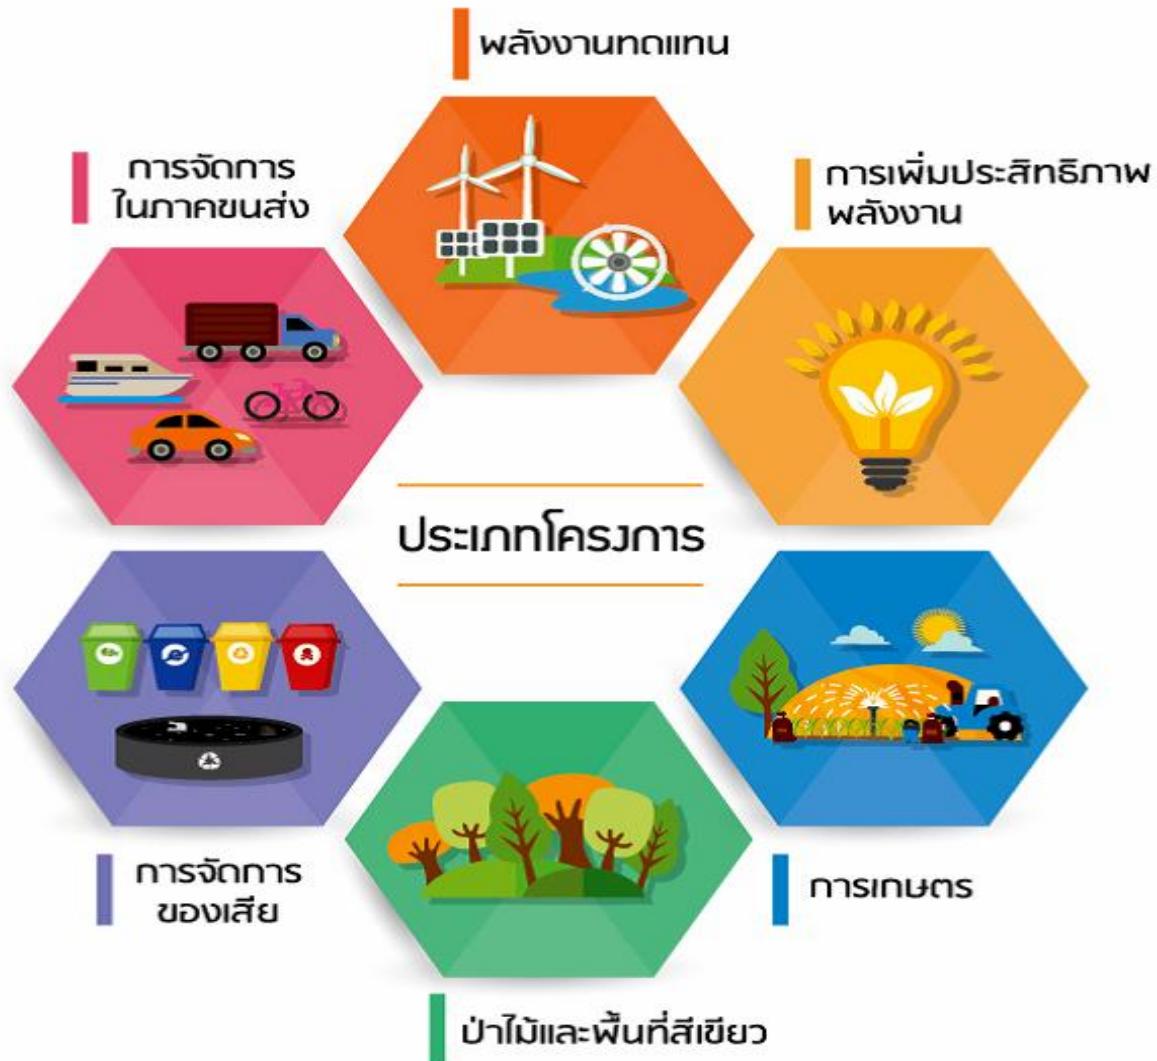 พลังงานทดแทน
การจัดการ
ในภาคขนส่ง
การเพิ่มประสิทธิภาพ
พลังงาน
ประเภทโครงการ
การจัดการ
ของเสีย
การเกษตร
ป่าไม้และพื้นที่สีเขียว